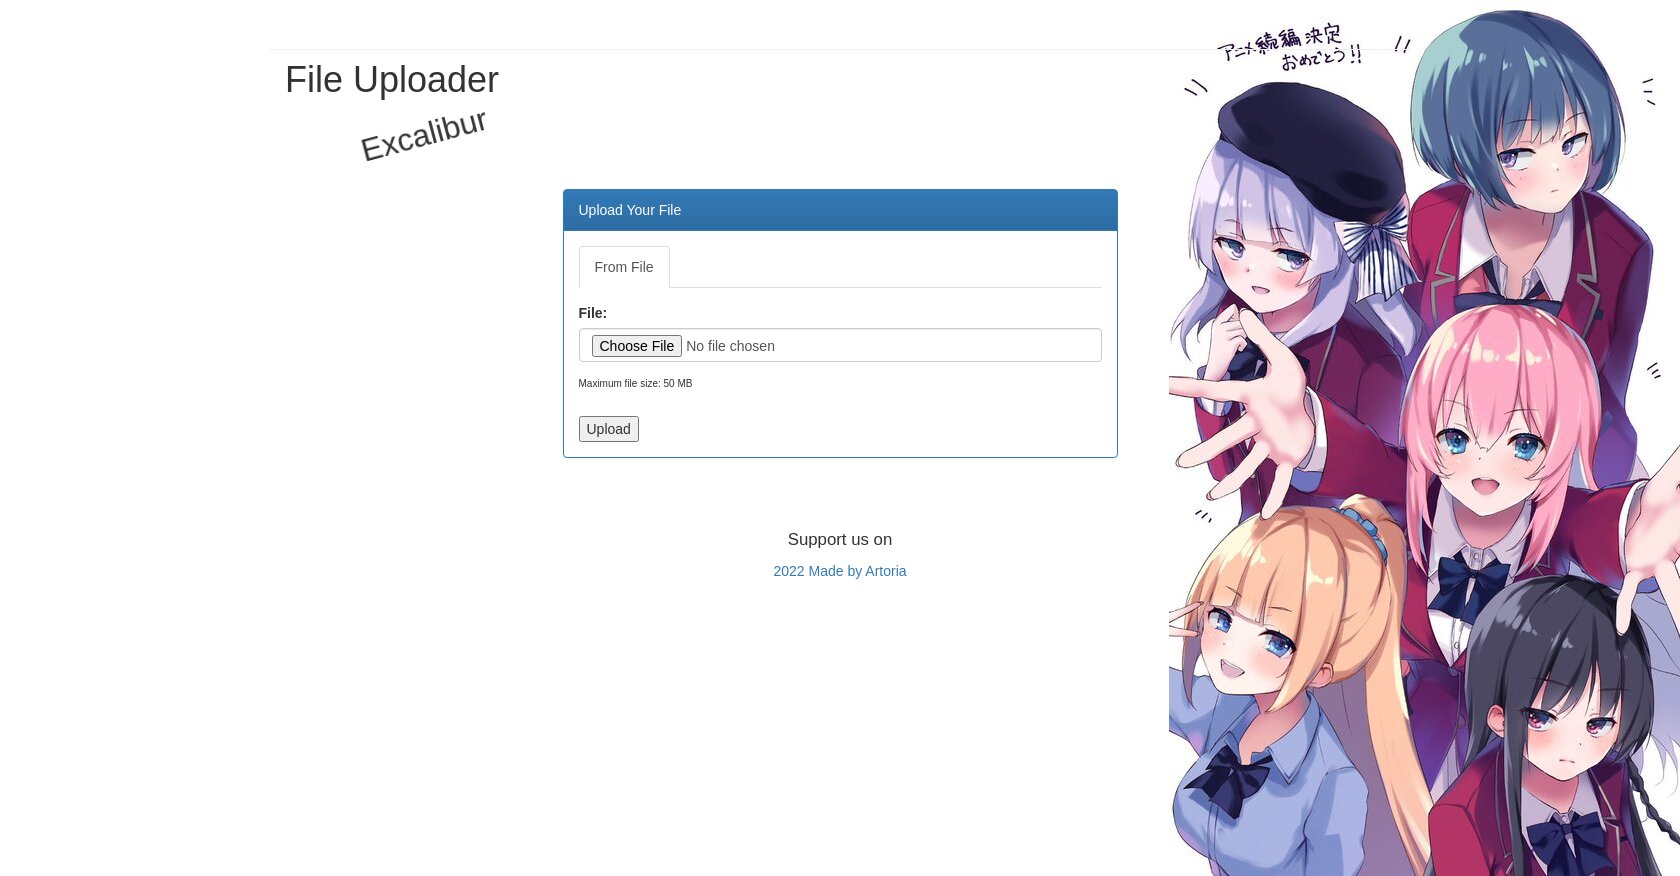 File Uploader
Excalibur
アニメ続編決定
おめでとう!!
Upload Your File
From File
File:
Choose File No file chosen
Maximum file size: 50 MB
Upload
Support us on
2022 Made by Artoria